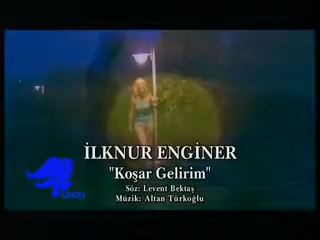 İLKNUR ENGİNER
"Koşar Gelirim"
Söz: Levent Bektaş
Müzik: Altan Türkoğlu